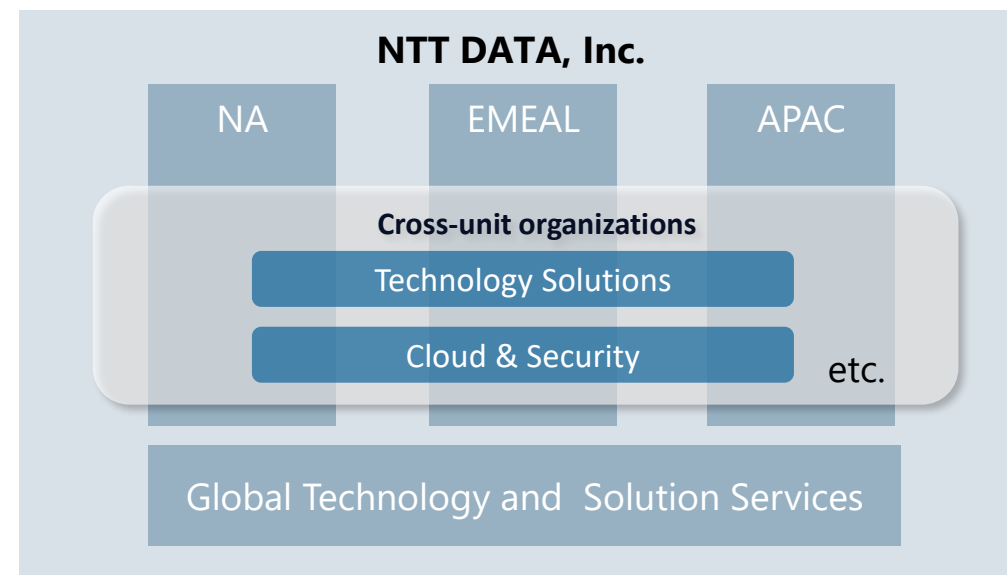 NTT DATA, Inc.
NA
EMEAL
APAC
Cross-unit organizations
Technology Solutions
Cloud & Security
etc.
Global Technology and Solution Services